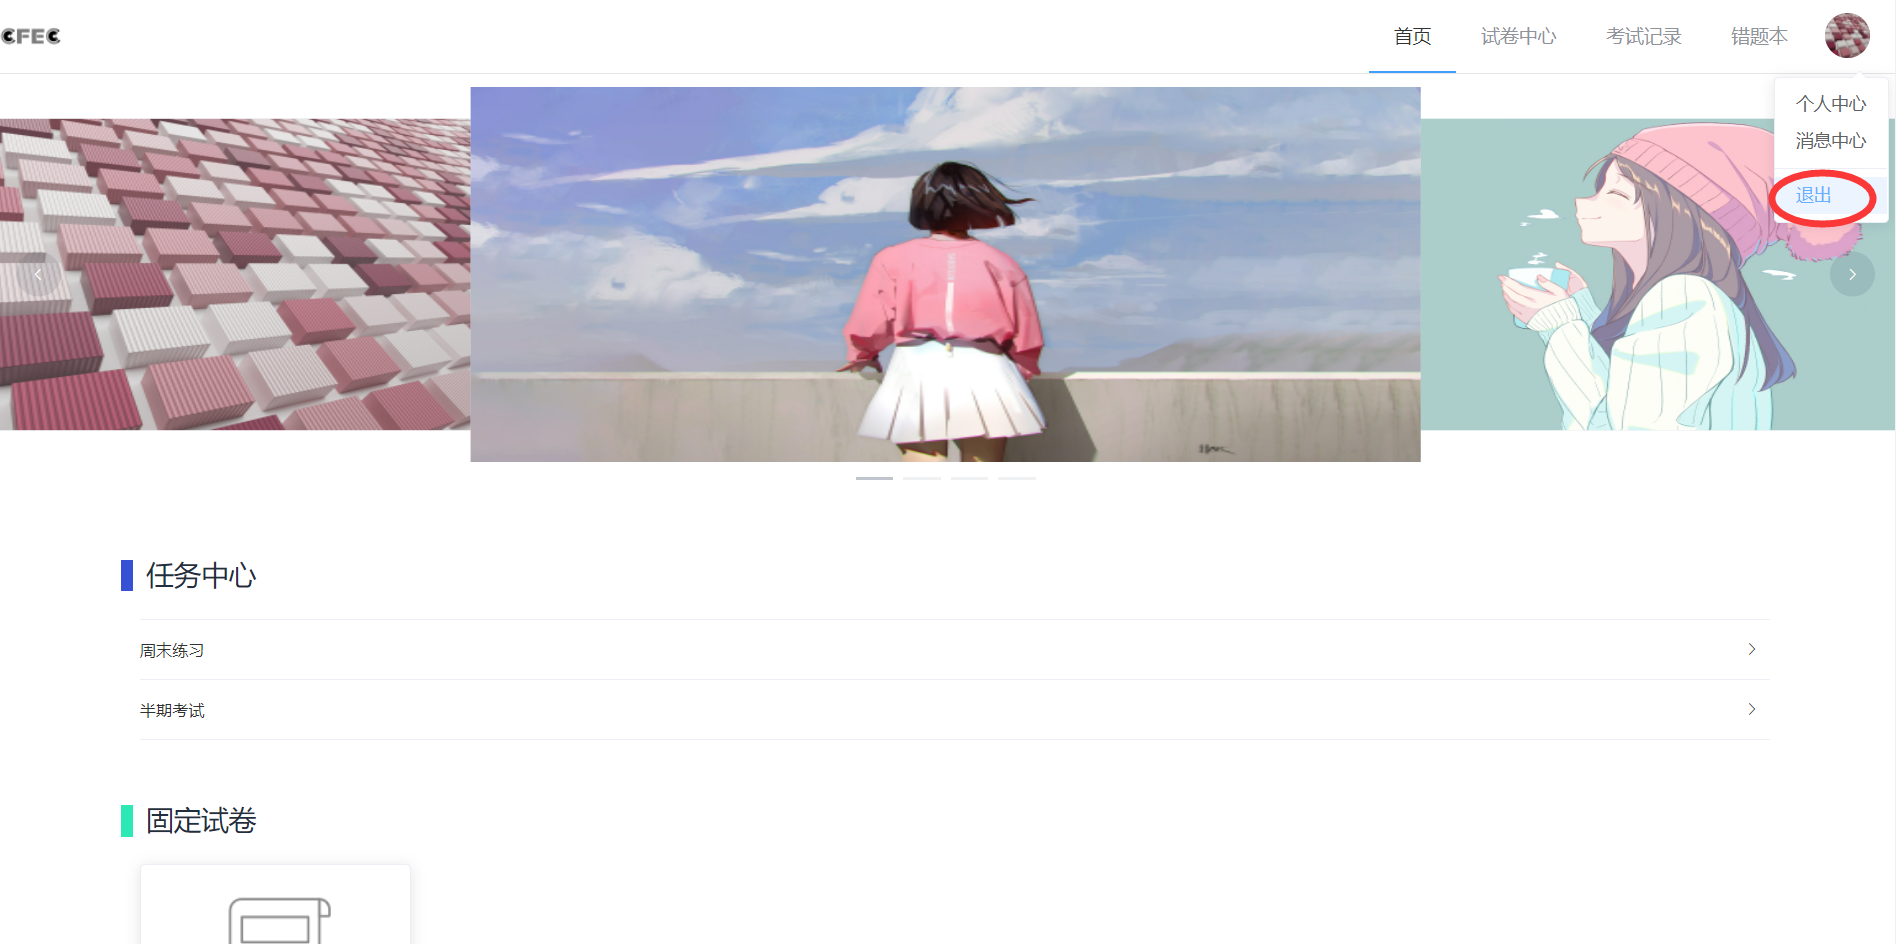 CFEC
首页
试卷中心
考试记录
错题本
个人中心
消息中心
退出
任务中心
周末练习
半期考试
固定试卷